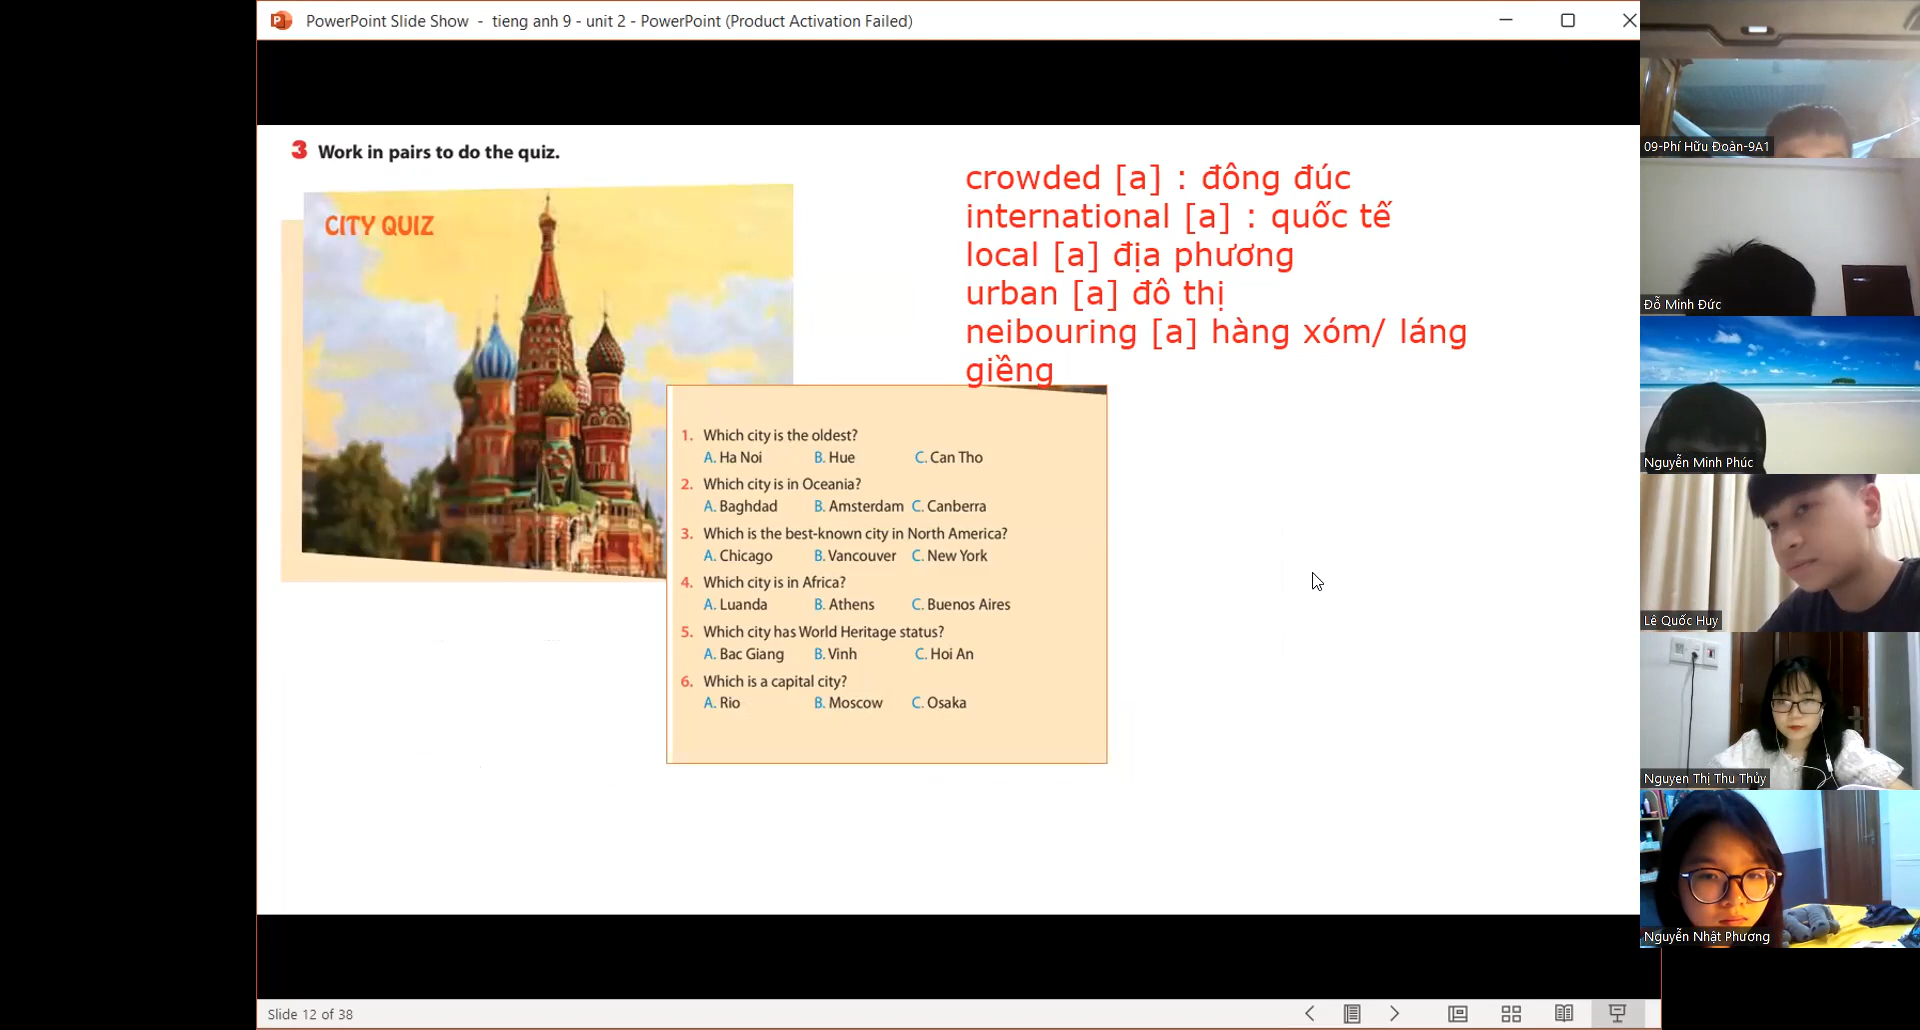 PowerPoint Slide Show - tieng anh 9 - unit 2 - PowerPoint (Product Activation Failed)
3 Work in pairs to do the quiz.
CITY QUIZ
crowded [a] : đông đúc
international [a] : quốc tế
local [a] địa phương
urban [a] đô thị
neibouring [a] hàng xóm/ láng
giềng
1. Which city is the oldest?
A. Ha Noi B. Hue C. Can Tho
2. Which city is in Oceania?
A. Baghdad B. Amsterdam C. Canberra
3. Which is the best-known city in North America?
A. Chicago B. Vancouver C. New York
4. Which city is in Africa?
A. Luanda B. Athens C. Buenos Aires
5. Which city has World Heritage status?
A. Bac Giang B. Vinh C. Hoi An
6. Which is a capital city?
A. Rio B. Moscow C. Osaka
09-Phí Hữu Đoàn-9A1
Đỗ Minh Đức
Nguyễn Minh Phúc
Lê Quốc Huy
Nguyen Thị Thu Thủy
Nguyễn Nhật Phương
Slide 12 of 38